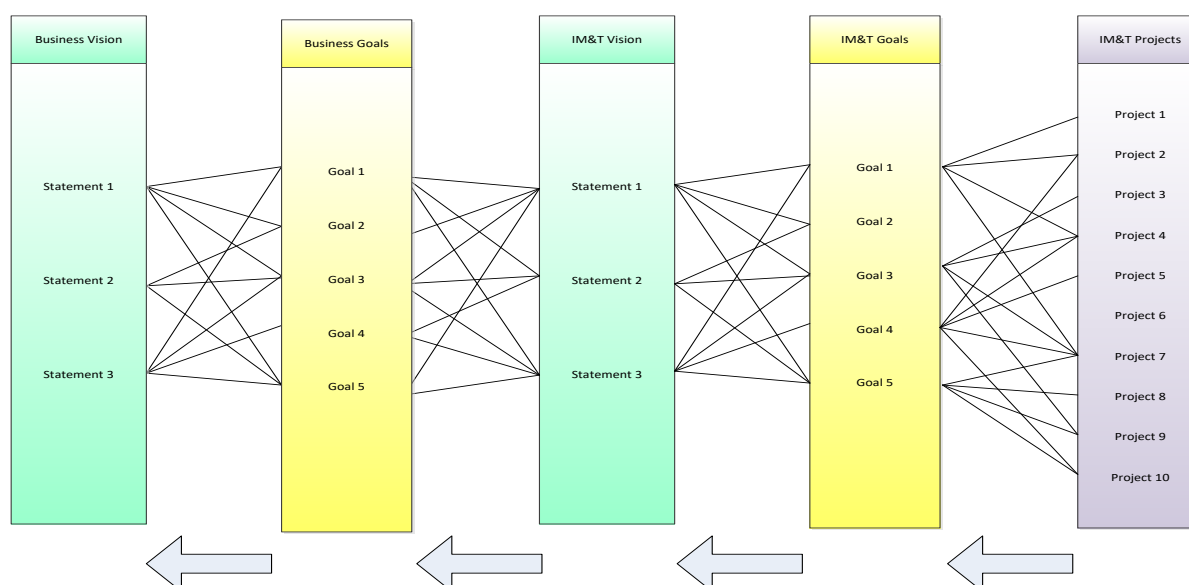 Business Vision
Statement 1
Statement 2
Statement 3
Business Goals
Goal 1
Goal 2
Goal 3
Goal 4
Goal 5
IM&T Vision
Statement 1
Statement 2
Statement 3
IM&T Goals
Goal 1
Goal 2
Goal 3
Goal 4
Goal 5
IM&T Projects
Project 1
Project 2
Project 3
Project 4
Project 5
Project 6
Project 7
Project 8
Project 9
Project 10